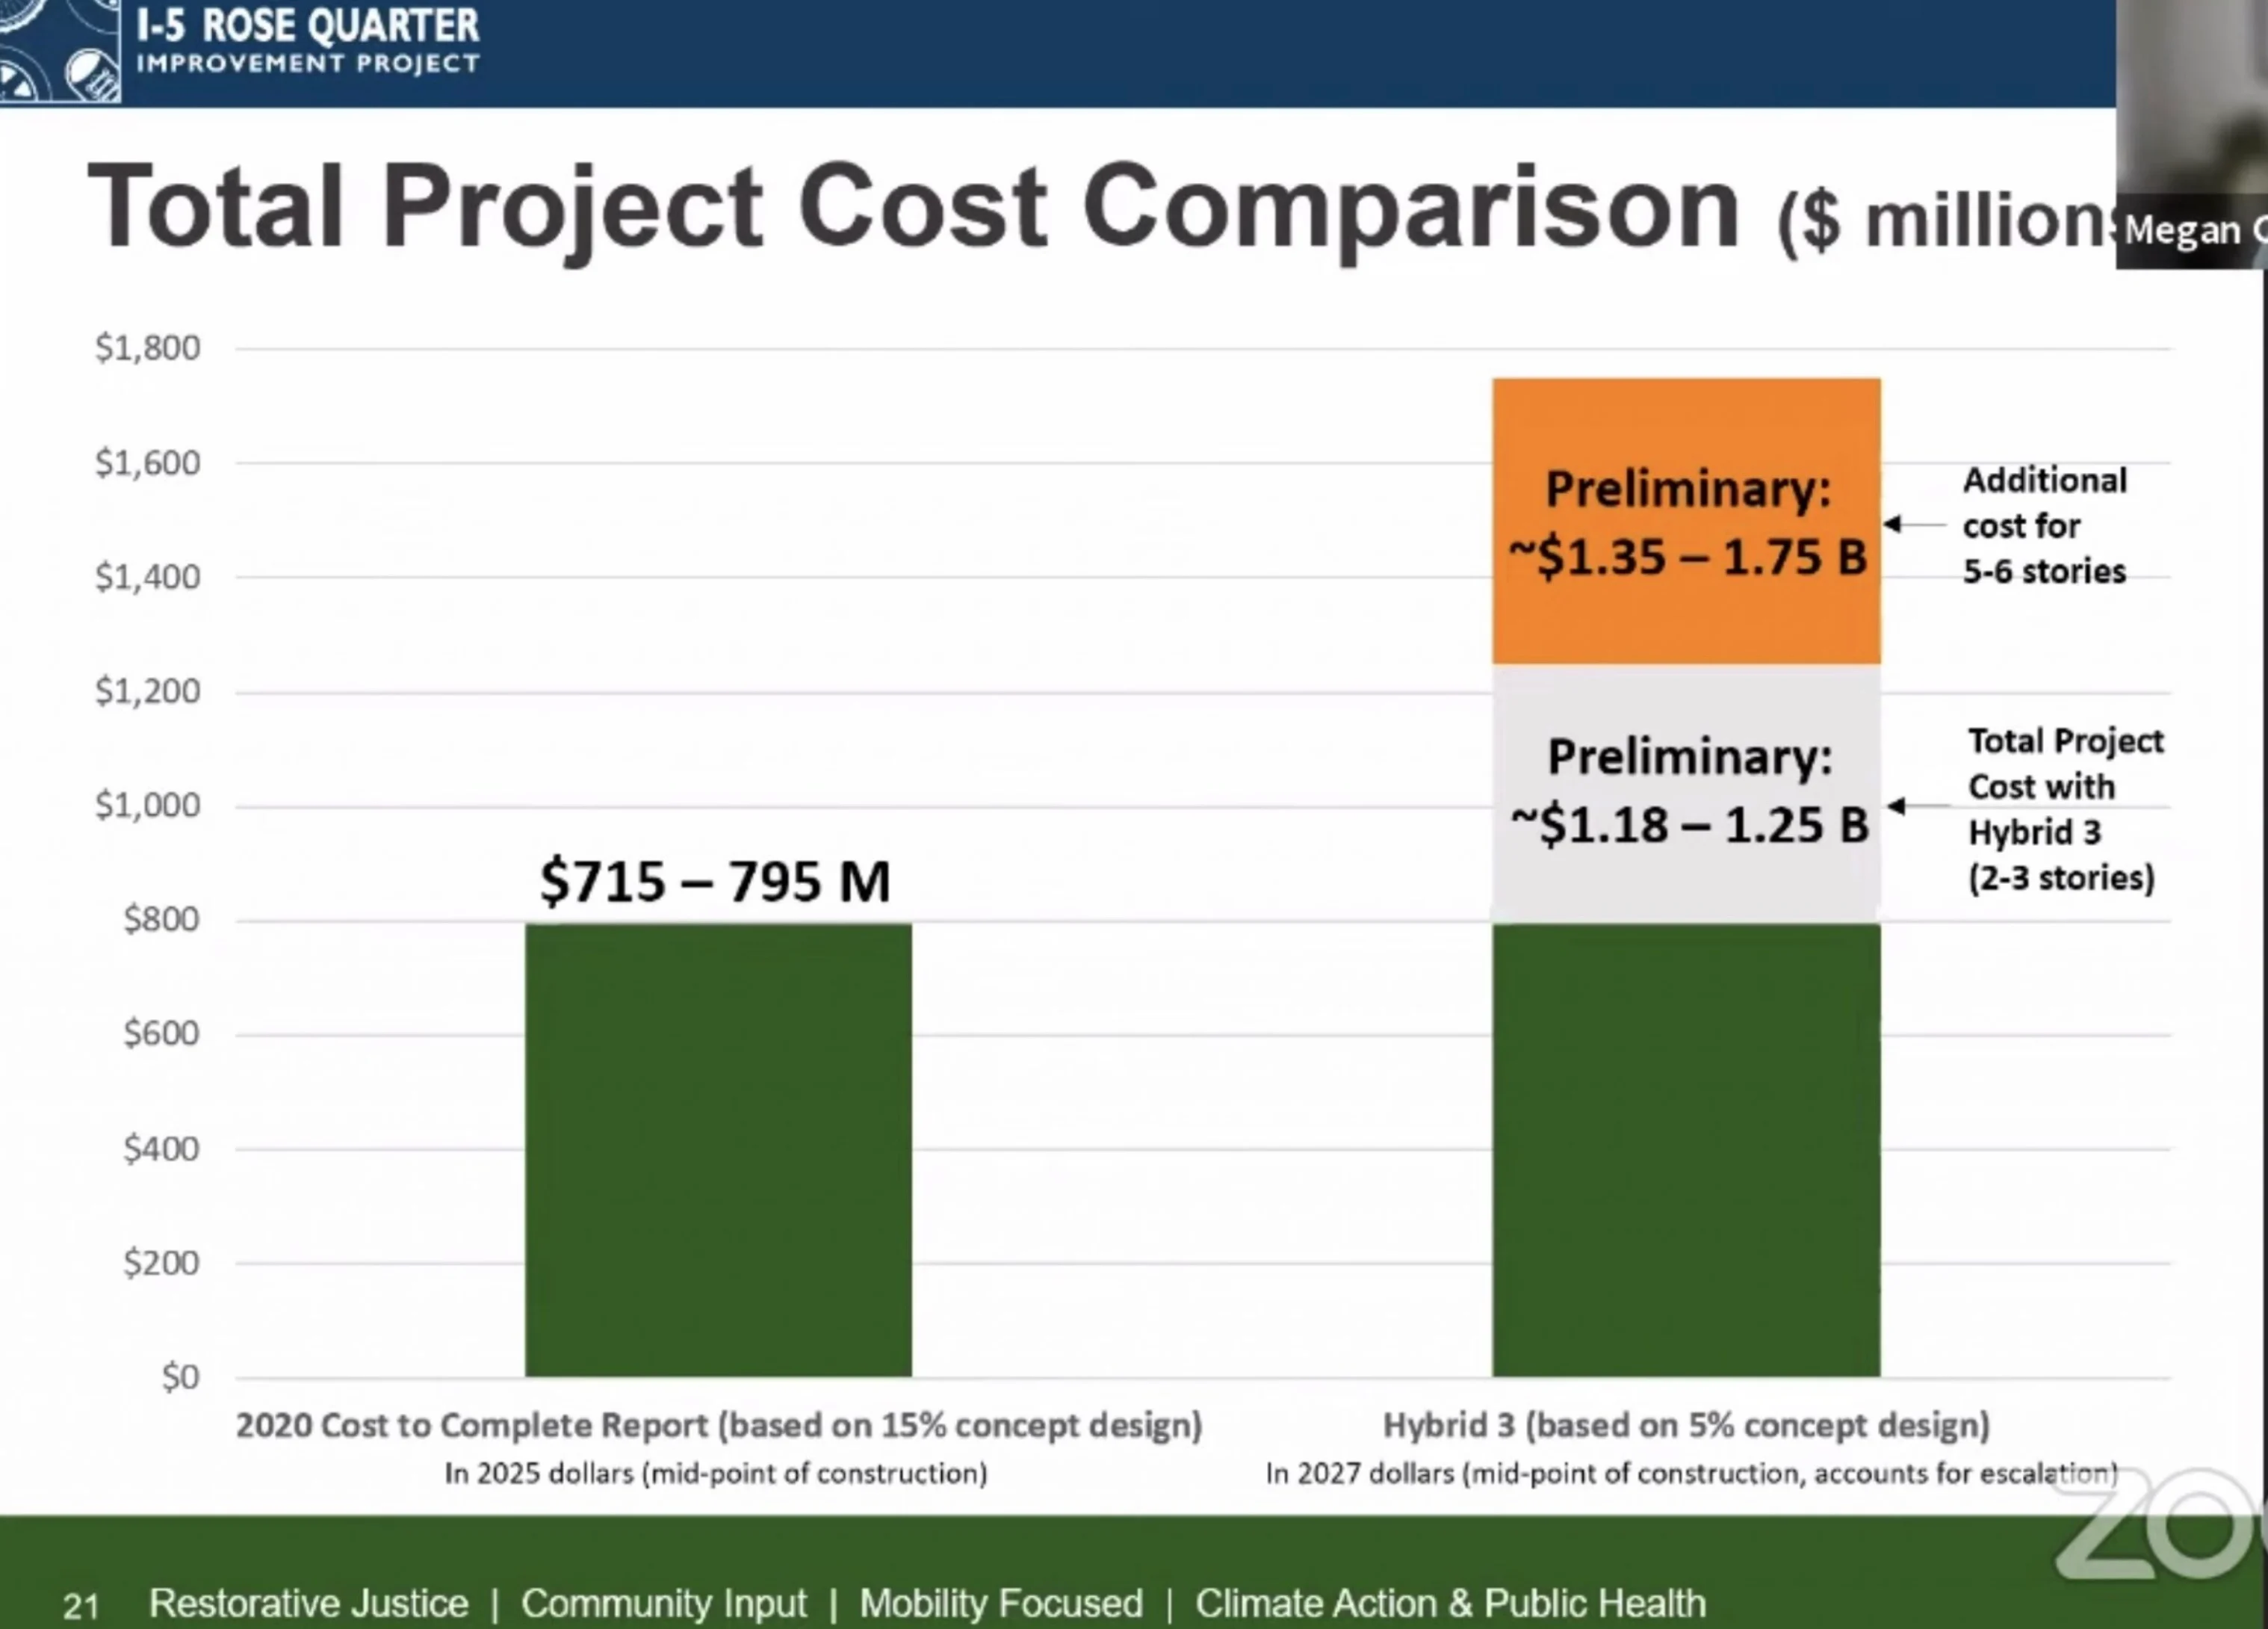 I-5 ROSE QUARTER
IMPROVEMENT PROJECT
Total Project Cost Comparison ($ millions
Megan
$1,800
$1,600
$1,400
$1,200
$1,000
$800
$600
$400
$200
$0
$715 – 795 M
Preliminary:
~$1.35 – 1.75 B
Additional
cost for
5-6 stories
Preliminary:
~$1.18 – 1.25 B
Total Project
Cost with
Hybrid 3
(2-3 stories)
2020 Cost to Complete Report (based on 15% concept design)
In 2025 dollars (mid-point of construction)
Hybrid 3 (based on 5% concept design)
In 2027 dollars (mid-point of construction, accounts for escalation)
21 Restorative Justice | Community Input | Mobility Focused | Climate Action & Public Health